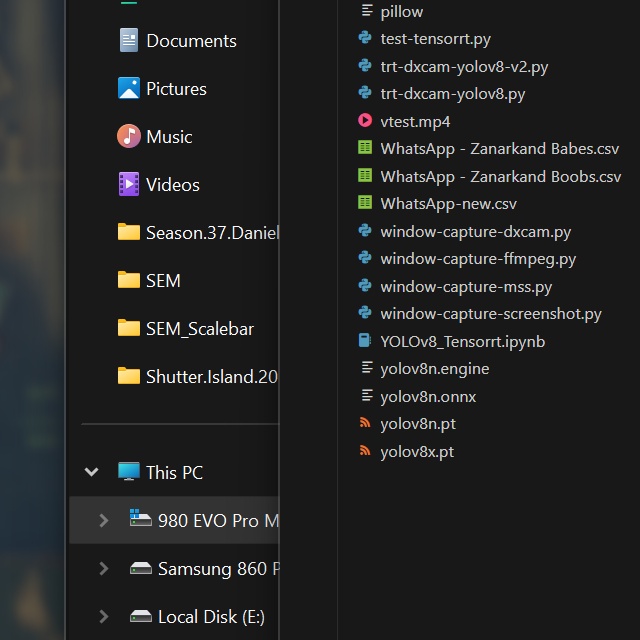 Documents
Pictures
Music
Videos
Season.37.Daniel
SEM
SEM_Scalebar
Shutter.Island.20
This PC
980 EVO Pro M
Samsung 860 P
Local Disk (E:)
pillow
test-tensorrt.py
trt-dxcam-yolov8-v2.py
trt-dxcam-yolov8.py
vtest.mp4
WhatsApp - Zanarkand Babes.csv
WhatsApp - Zanarkand Boobs.csv
WhatsApp-new.csv
window-capture-dxcam.py
window-capture-ffmpeg.py
window-capture-mss.py
window-capture-screenshot.py
YOLOv8_Tensorrt.ipynb
yolov8n.engine
yolov8n.onnx
yolov8n.pt
yolov8x.pt